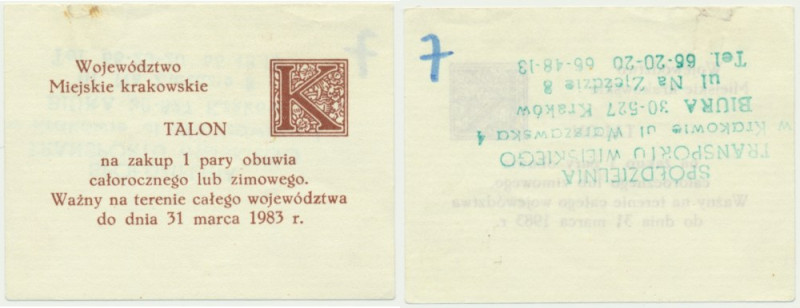 Województwo
Miejskie krakowskie
K
TALON
na zakup 1 pary obuwia
całorocznego lub zimowego.
Ważny na terenie całego województwa
do dnia 31 marca 1983 r.
7
SPÓŁDZIELNIA
TRANSPORTU WIEJSKIEGO
w Krakowie ul Warszawska 4
BIURA 30-527 Kraków
ul Na Zjeździe 8
Tel. 66-20-20 66-48-13
7